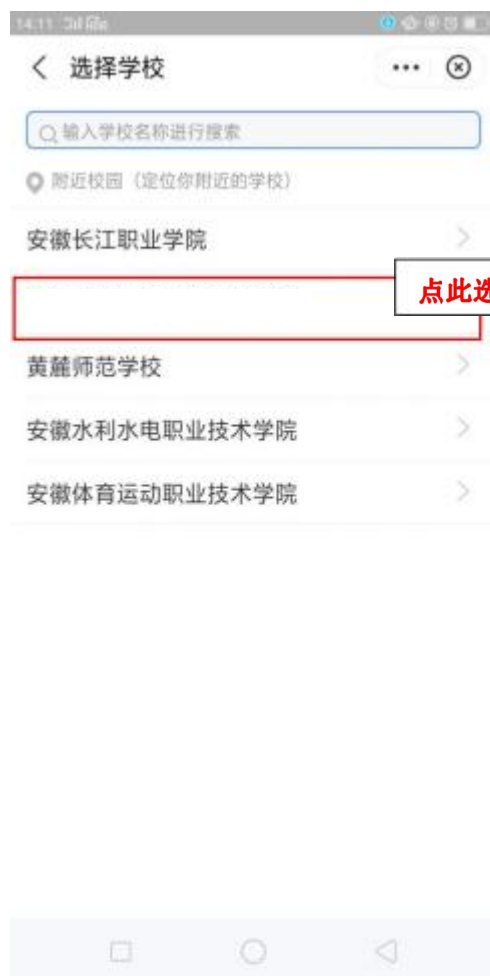 14:11
选择学校
输入学校名称进行搜索
附近校园（定位你附近的学校）
安徽长江职业学院
点此选
黄麓师范学校
安徽水利水电职业技术学院
安徽体育运动职业技术学院